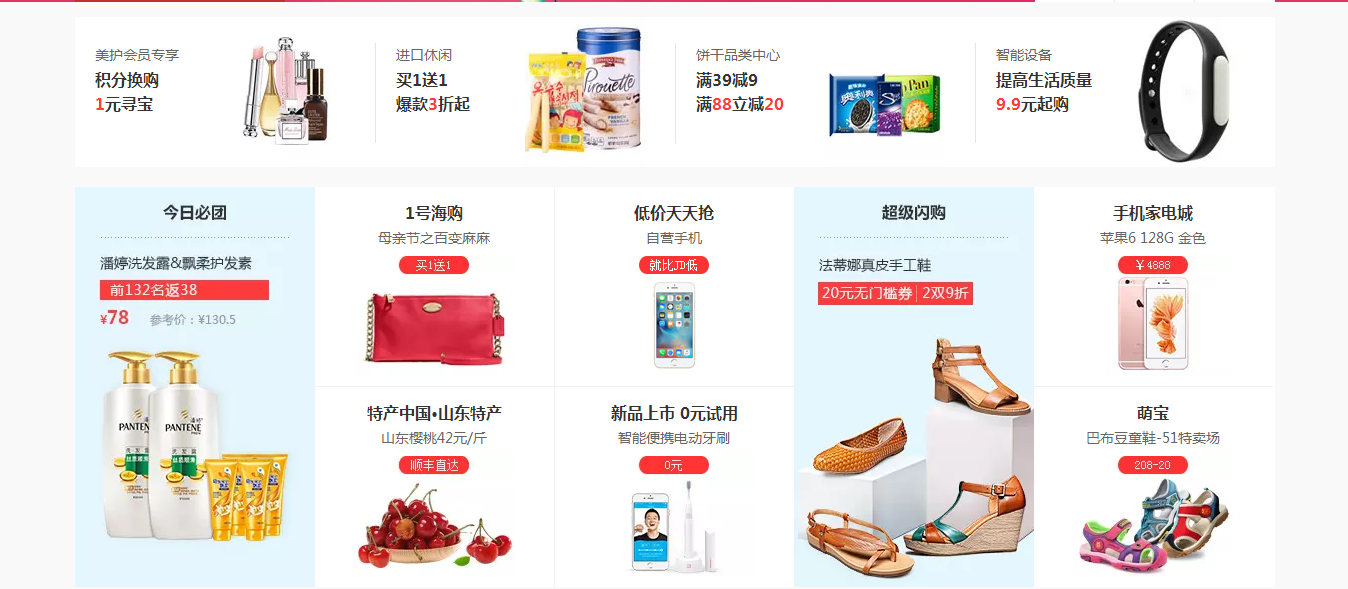 美护会员专享
积分换购
1元寻宝
进口休闲
买1送1
爆款3折起
Pirouette
FRENCH VANILLA
饼干品类中心
满39减9
满88立减20
奥利奥
Pan
智能设备
提高生活质量
9.9元起购
今日必团
潘婷洗发露&飘柔护发素
前132名返38
¥78 参考价：¥130.5
PANTENE
PANTENE
1号海购
母亲节之百变麻麻
买1送1
低价天天抢
自营手机
就比JD低
超级闪购
法蒂娜真皮手工鞋
20元无门槛券 2双9折
手机家电城
苹果6 128G 金色
￥4888
特产中国·山东特产
山东樱桃42元/斤
顺丰直达
新品上市 0元试用
智能便携电动牙刷
0元
萌宝
巴布豆童鞋-51特卖场
208-20